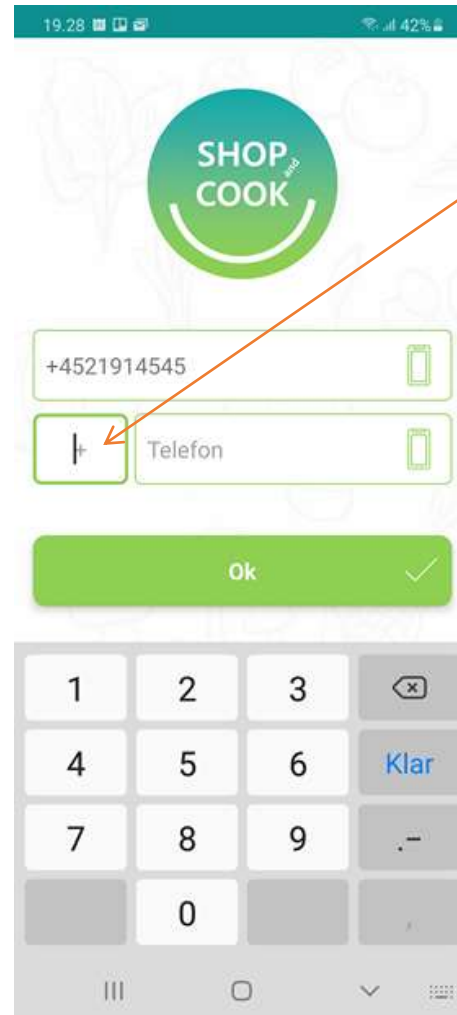 19.28 42%
SHOP
and
COOK
+4521914545
+ Telefon
Ok
1 2 3
4 5 6 Klar
7 8 9 .-
0 ,